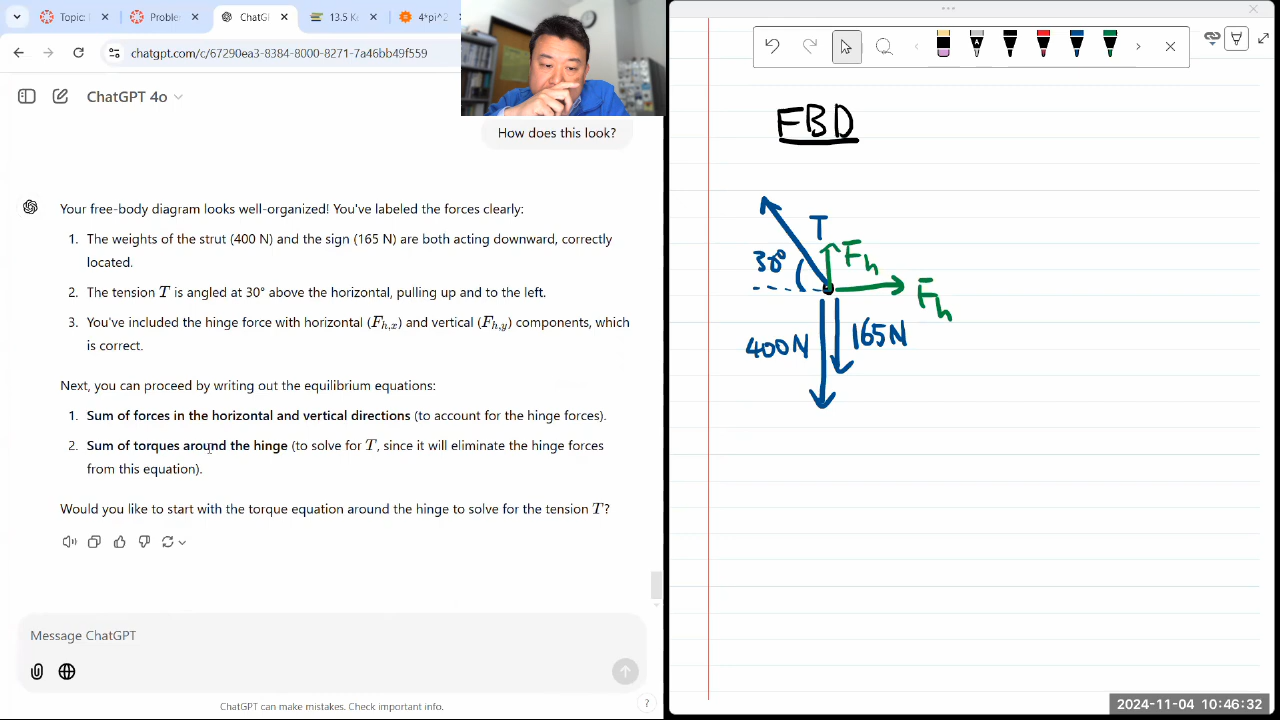 Topic:
Proble
ChatG
13.5 Ke
4*pi^2
chatgpt.com/c/67290aa3-8584-8000-827f-7aafbb49f559
ChatGPT 4o
How does this look?
Your free-body diagram looks well-organized! You've labeled the forces clearly:
1. The weights of the strut (400 N) and the sign (165 N) are both acting downward, correctly
located.
2. The tension T is angled at 30° above the horizontal, pulling up and to the left.
3. You've included the hinge force with horizontal (Fh,x) and vertical (Fh,y) components, which
is correct.
Next, you can proceed by writing out the equilibrium equations:
1. Sum of forces in the horizontal and vertical directions (to account for the hinge forces).
2. Sum of torques around the hinge (to solve for T, since it will eliminate the hinge forces
from this equation).
Would you like to start with the torque equation around the hinge to solve for the tension T?
Message ChatGPT
ChatGPT can make mistakes. Check important info.
?
FBD
T
30°
Fh
Fh
400N
165N
2024-11-04 10:46:32